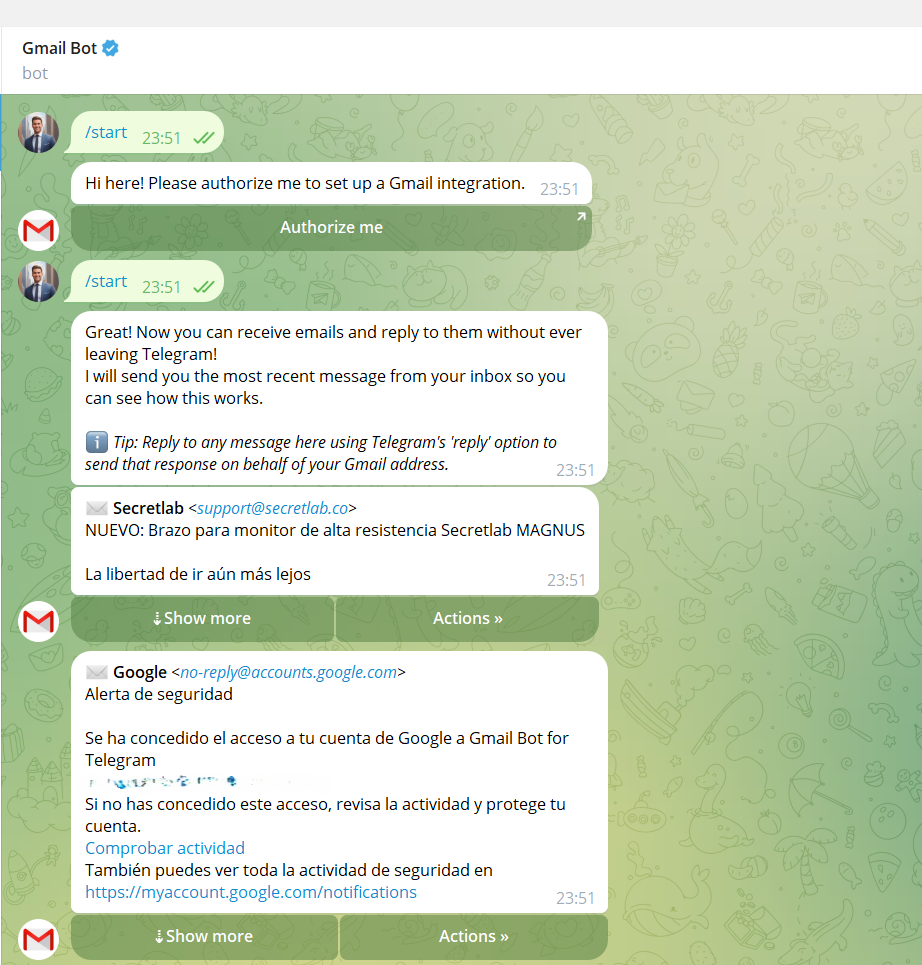 Gmail Bot
bot
/start 23:51
Hi here! Please authorize me to set up a Gmail integration. 23:51
Authorize me
/start 23:51
Great! Now you can receive emails and reply to them without ever
leaving Telegram!
I will send you the most recent message from your inbox so you
can see how this works.
Tip: Reply to any message here using Telegram's 'reply' option to
send that response on behalf of your Gmail address. 23:51
Secretlab <support@secretlab.co>
NUEVO: Brazo para monitor de alta resistencia Secretlab MAGNUS
La libertad de ir aún más lejos 23:51
Show more Actions »
Google <no-reply@accounts.google.com>
Alerta de seguridad
Se ha concedido el acceso a tu cuenta de Google a Gmail Bot for
Telegram
Si no has concedido este acceso, revisa la actividad y protege tu
cuenta.
Comprobar actividad
También puedes ver toda la actividad de seguridad en
https://myaccount.google.com/notifications 23:51
Show more Actions »